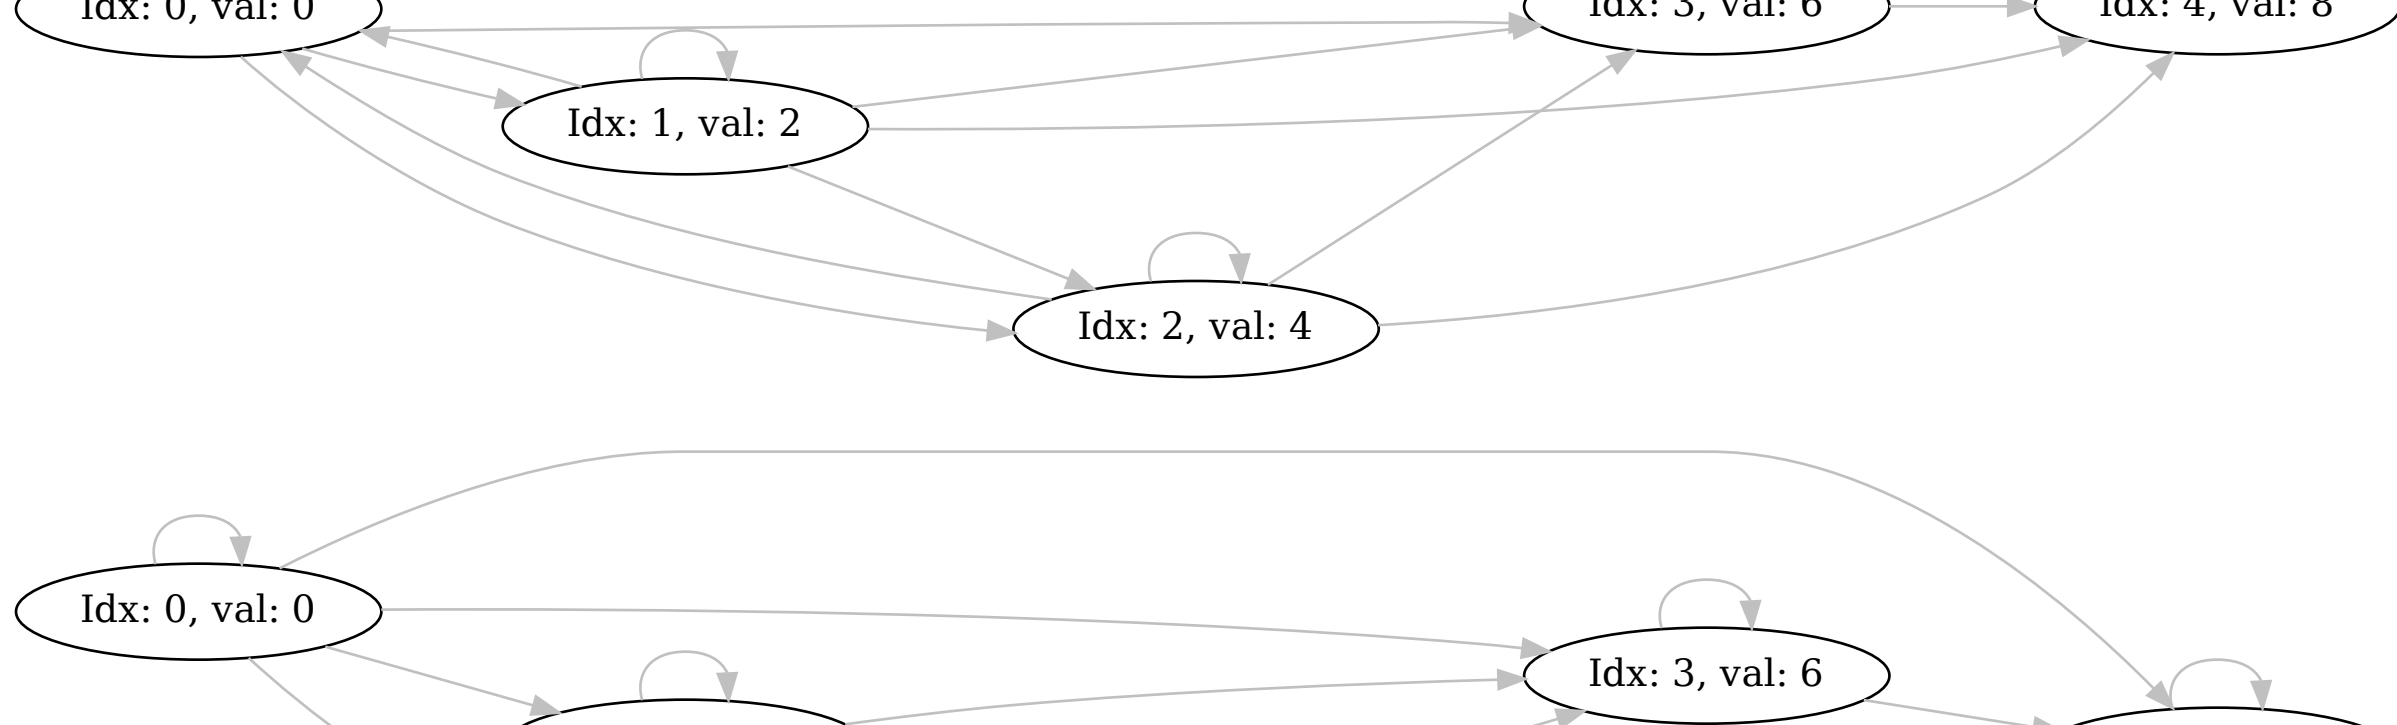 Idx: 0, val: 0
Idx: 3, val: 6
Idx: 4, val: 8
Idx: 1, val: 2
Idx: 2, val: 4
Idx: 0, val: 0
Idx: 3, val: 6